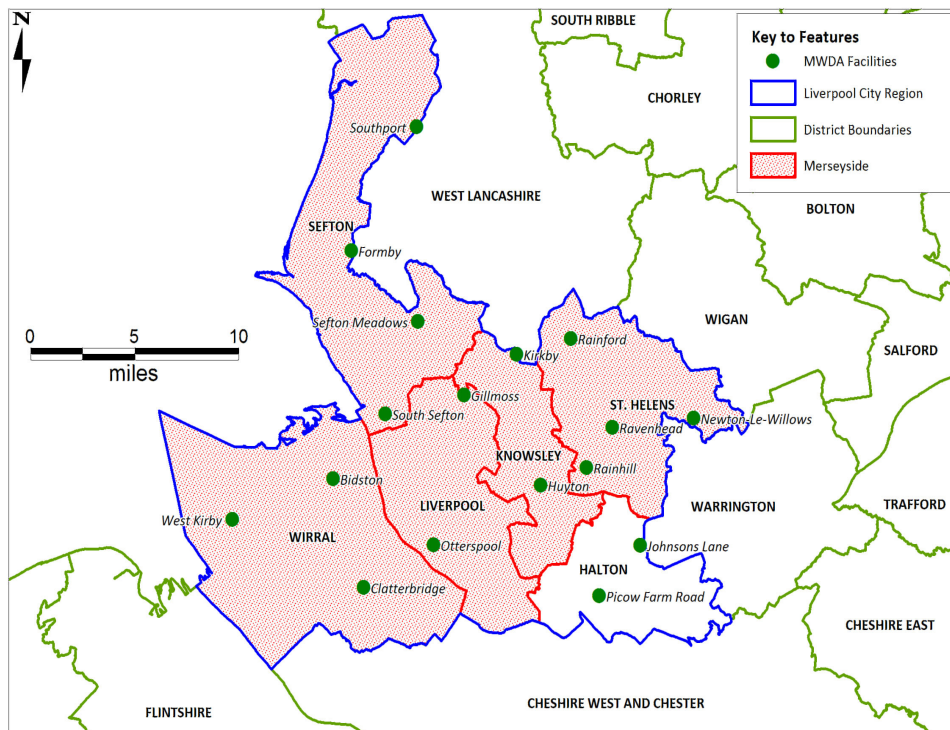 N
SOUTH RIBBLE
Key to Features
MWDA Facilities
Liverpool City Region
District Boundaries
Merseyside
CHORLEY
Southport
WEST LANCASHIRE
BOLTON
SEFTON
Formby
Sefton Meadows
WIGAN
0 5 10
miles
Rainford
Kirkby
SALFORD
Gillmoss
ST. HELENS
South Sefton
Newton-Le-Willows
Ravenhead
KNOWSLEY
Rainhill
Bidston
Huyton
LIVERPOOL
WARRINGTON
TRAFFORD
West Kirby
WIRRAL
Otterspool
Johnsons Lane
HALTON
Clatterbridge
Picow Farm Road
CHESHIRE EAST
CHESHIRE WEST AND CHESTER
FLINTSHIRE